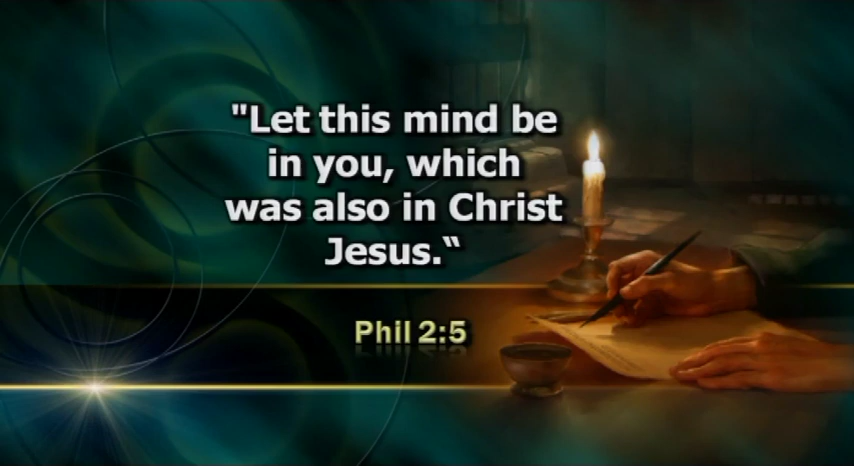 "Let this mind be
in you, which
was also in Christ
Jesus.“
Phil 2:5